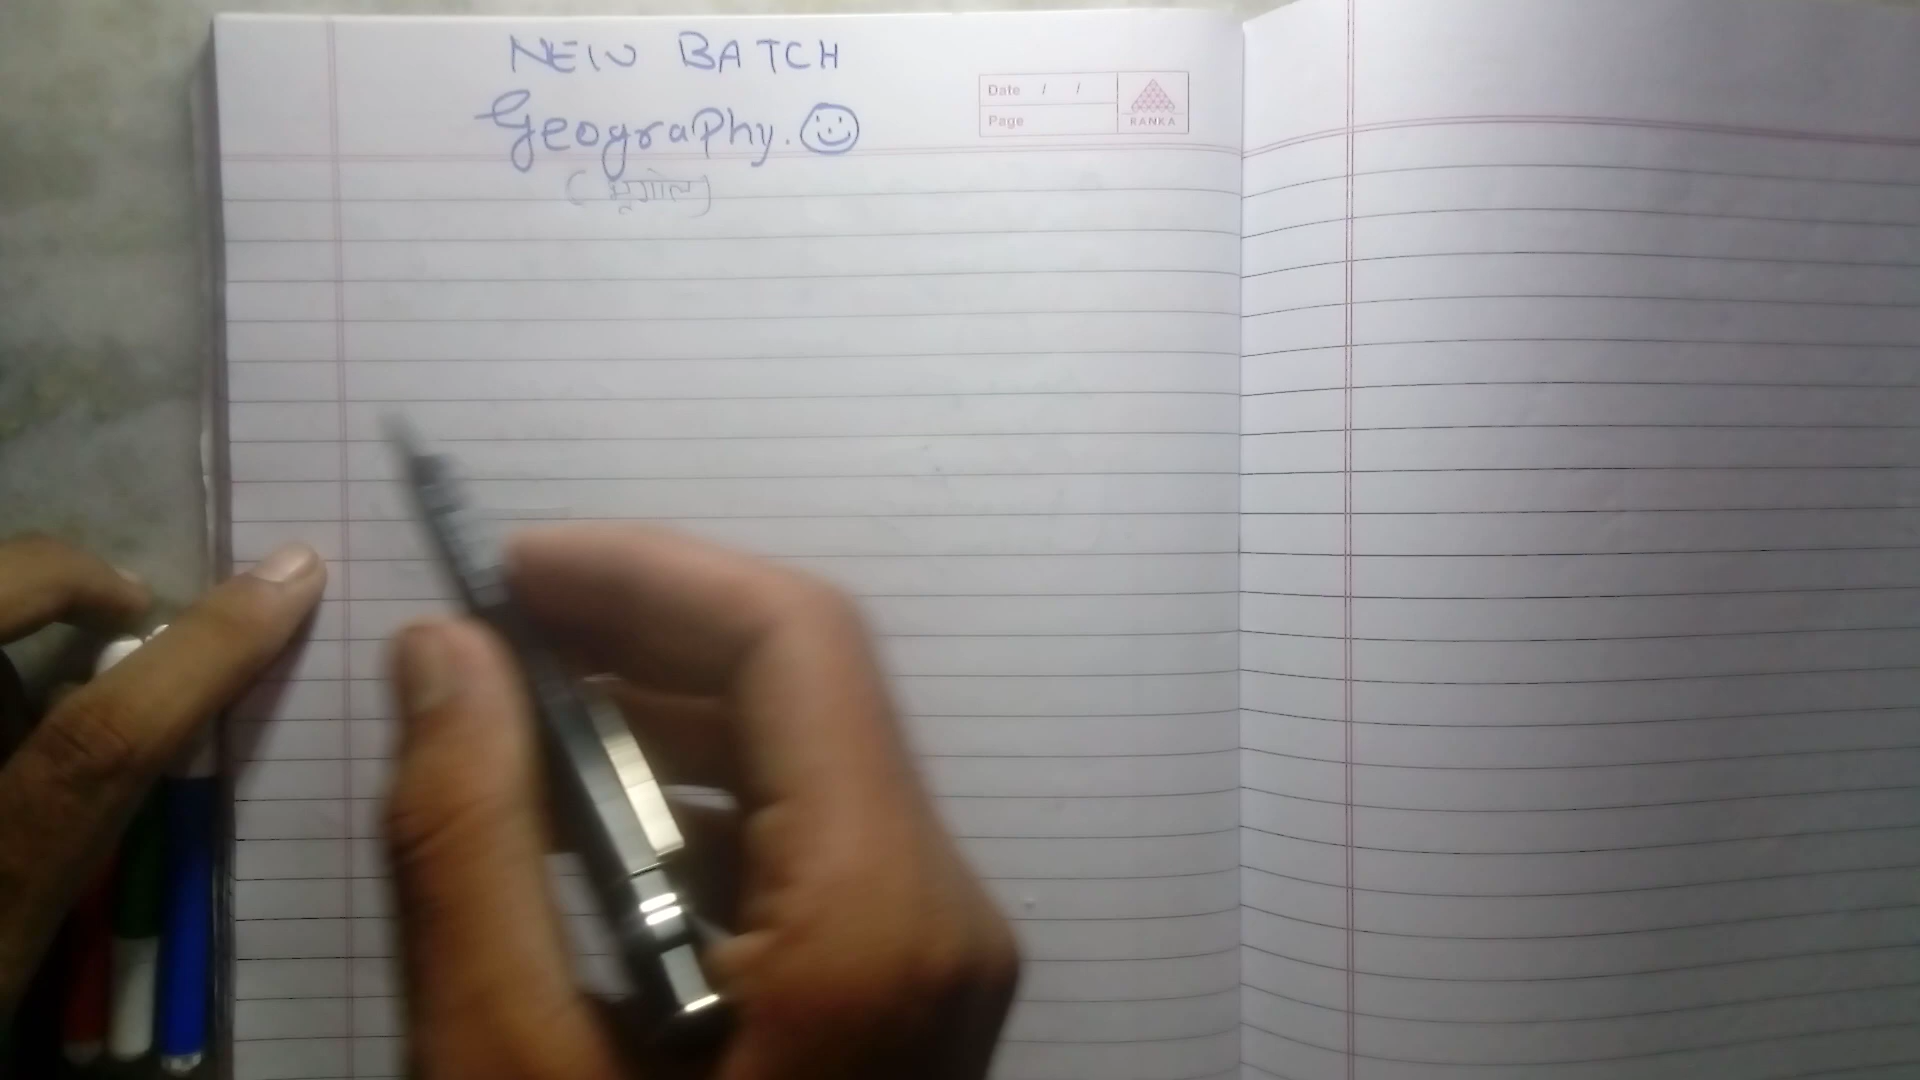 NEW BATCH
Geography. ☺
(भूगोल)
Date / /
Page
RANKA